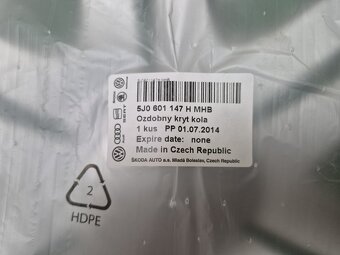 5J0 601 147 H MHB
Ozdobny kryt kola
1 kus PP 01.07.2014
Expire date: none
Made in Czech Republic
ŠKODA AUTO a.s. Mladá Boleslav, Czech Republic
2
HDPE